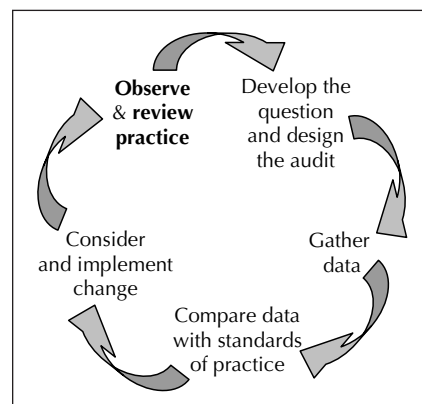 Observe
& review
practice
Develop the
question
and design
the audit
Gather
data
Compare data
with standards
of practice
Consider
and implement
change